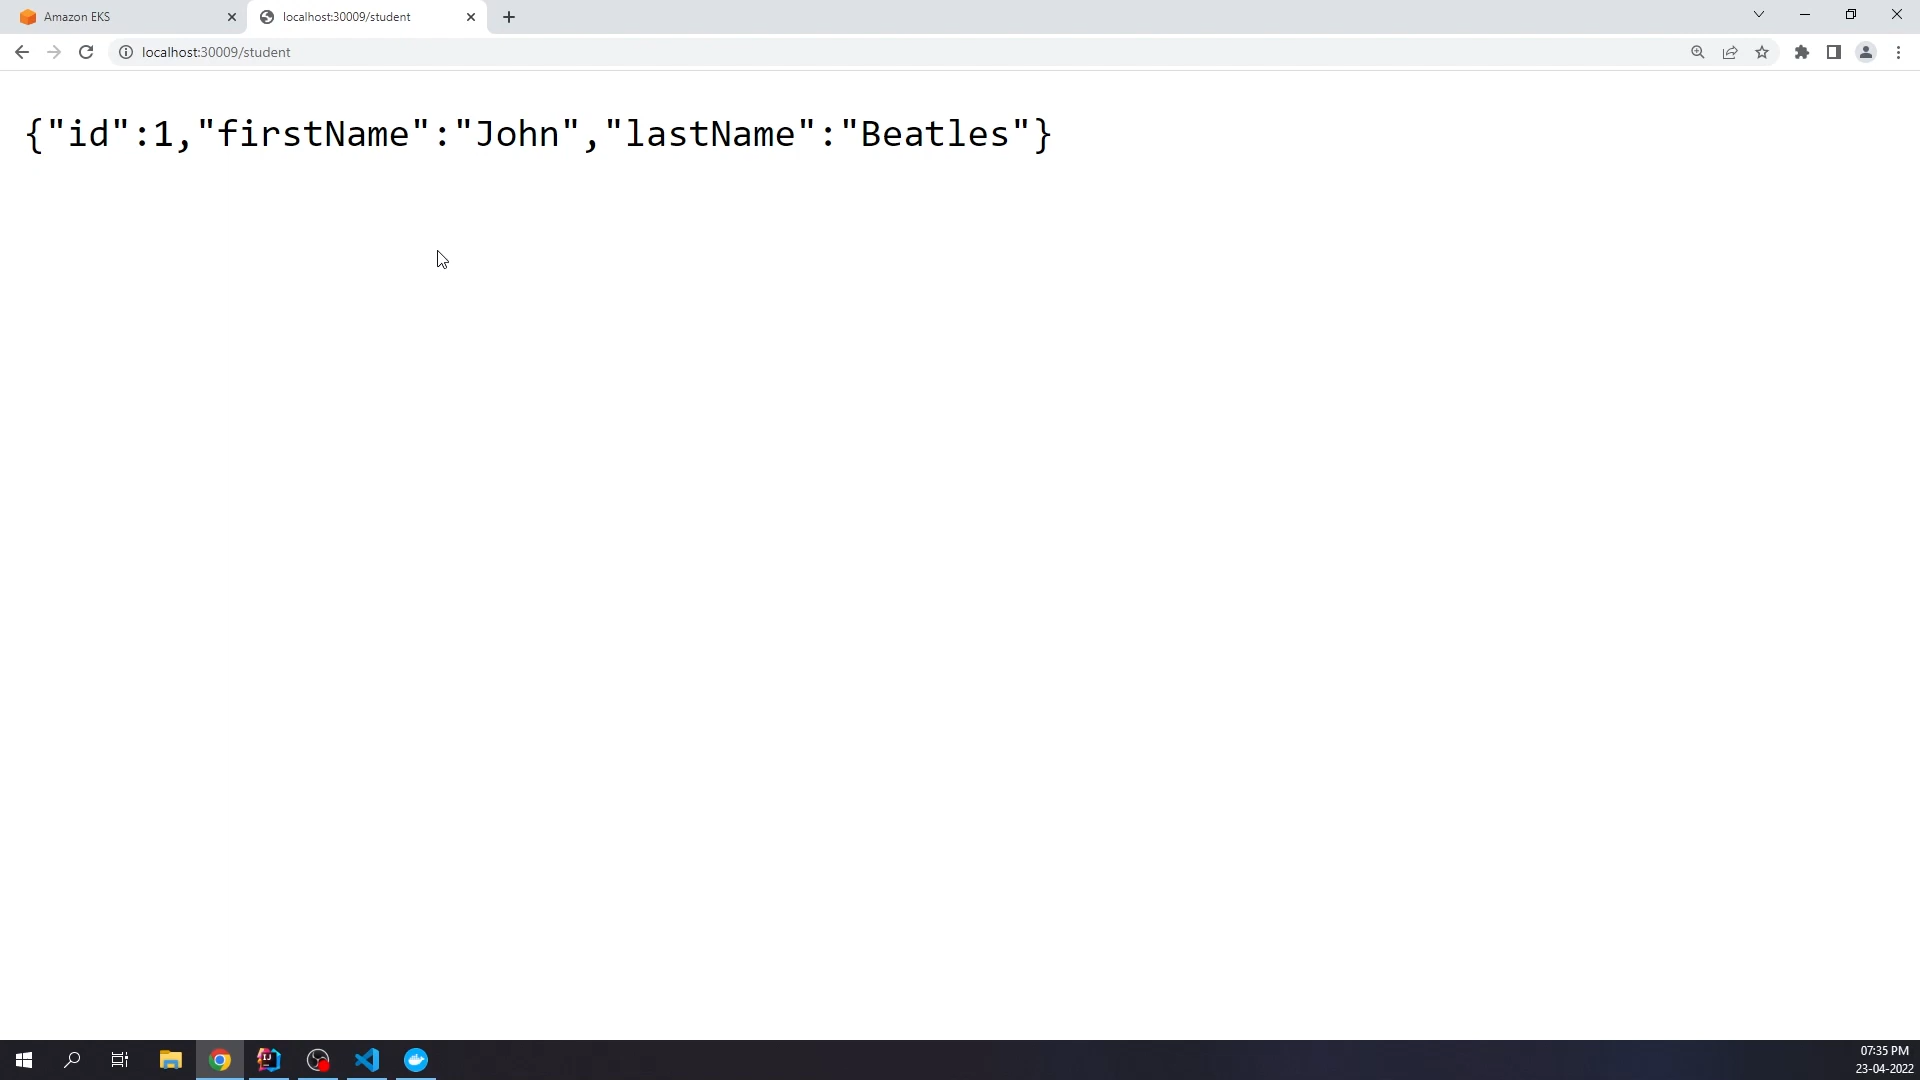 Amazon EKS
localhost:30009/student
localhost:30009/student
{"id":1,"firstName":"John","lastName":"Beatles"}
07:35 PM
23-04-2022